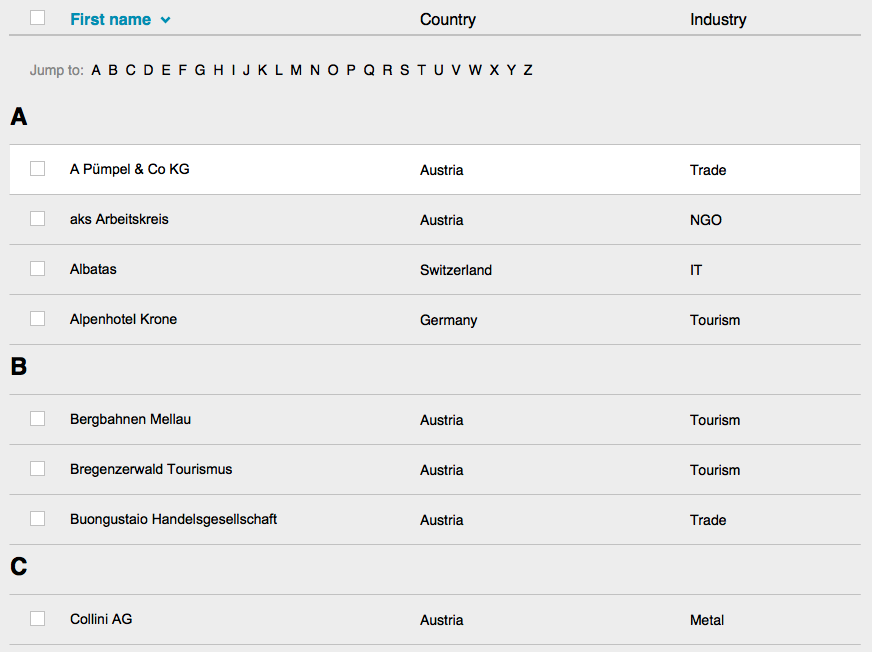 First name Country Industry
Jump to: A B C D E F G H I J K L M N O P Q R S T U V W X Y Z
A
A Pümpel & Co KG Austria Trade
aks Arbeitskreis Austria NGO
Albatas Switzerland IT
Alpenhotel Krone Germany Tourism
B
Bergbahnen Mellau Austria Tourism
Bregenzerwald Tourismus Austria Tourism
Buongustaio Handelsgesellschaft Austria Trade
C
Collini AG Austria Metal